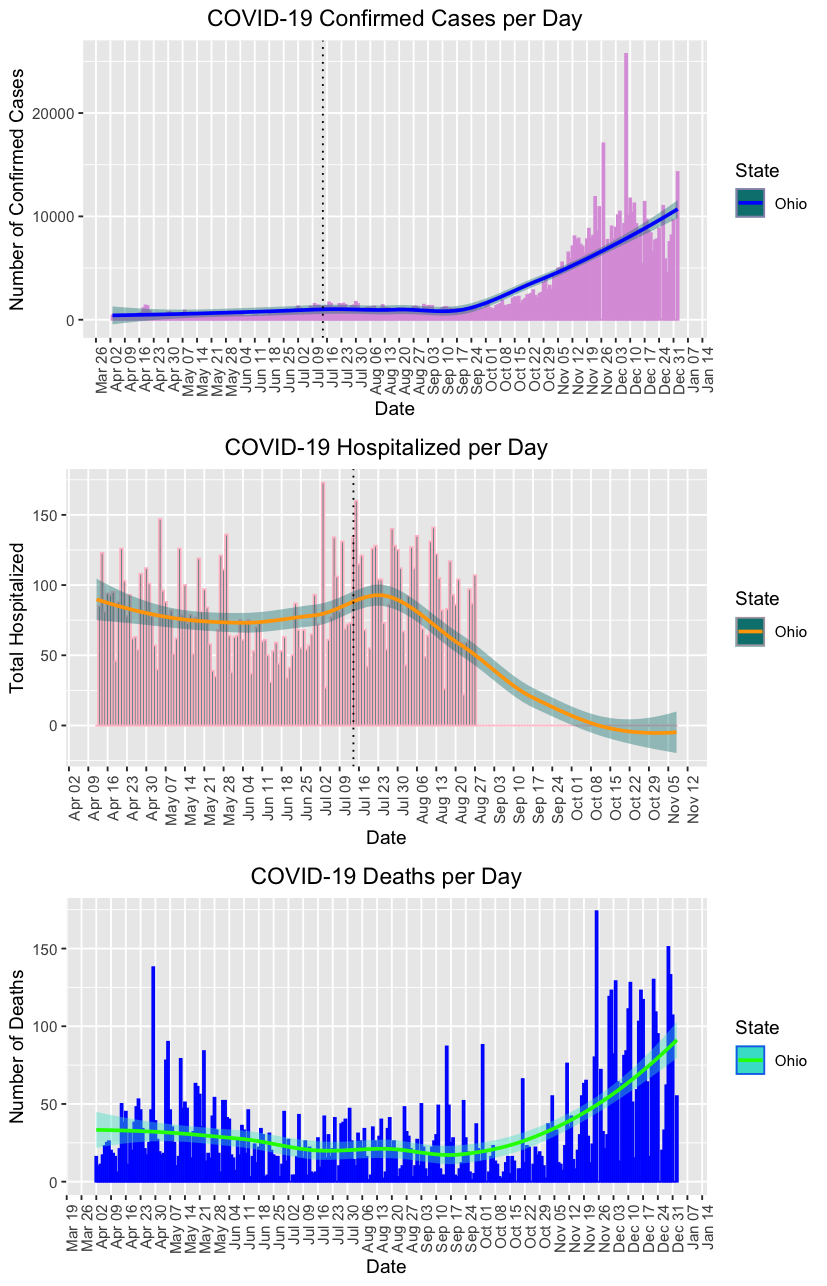 COVID-19 Confirmed Cases per Day
Number of Confirmed Cases
20000
10000
0
Mar 26
Apr 02
Apr 09
Apr 16
Apr 23
Apr 30
May 07
May 14
May 21
May 28
Jun 04
Jun 11
Jun 18
Jun 25
Jul 02
Jul 09
Jul 16
Jul 23
Jul 30
Aug 06
Aug 13
Aug 20
Aug 27
Sep 03
Sep 10
Sep 17
Sep 24
Oct 01
Oct 08
Oct 15
Oct 22
Oct 29
Nov 05
Nov 12
Nov 19
Nov 26
Dec 03
Dec 10
Dec 17
Dec 24
Dec 31
Jan 07
Jan 14
Date
State
Ohio
COVID-19 Hospitalized per Day
Total Hospitalized
150
100
50
0
Apr 02
Apr 09
Apr 16
Apr 23
Apr 30
May 07
May 14
May 21
May 28
Jun 04
Jun 11
Jun 18
Jun 25
Jul 02
Jul 09
Jul 16
Jul 23
Jul 30
Aug 06
Aug 13
Aug 20
Aug 27
Sep 03
Sep 10
Sep 17
Sep 24
Oct 01
Oct 08
Oct 15
Oct 22
Oct 29
Nov 05
Nov 12
Date
State
Ohio
COVID-19 Deaths per Day
Number of Deaths
150
100
50
0
Mar 19
Mar 26
Apr 02
Apr 09
Apr 16
Apr 23
Apr 30
May 07
May 14
May 21
May 28
Jun 04
Jun 11
Jun 18
Jun 25
Jul 02
Jul 09
Jul 16
Jul 23
Jul 30
Aug 06
Aug 13
Aug 20
Aug 27
Sep 03
Sep 10
Sep 17
Sep 24
Oct 01
Oct 08
Oct 15
Oct 22
Oct 29
Nov 05
Nov 12
Nov 19
Nov 26
Dec 03
Dec 10
Dec 17
Dec 24
Dec 31
Jan 07
Jan 14
Date
State
Ohio